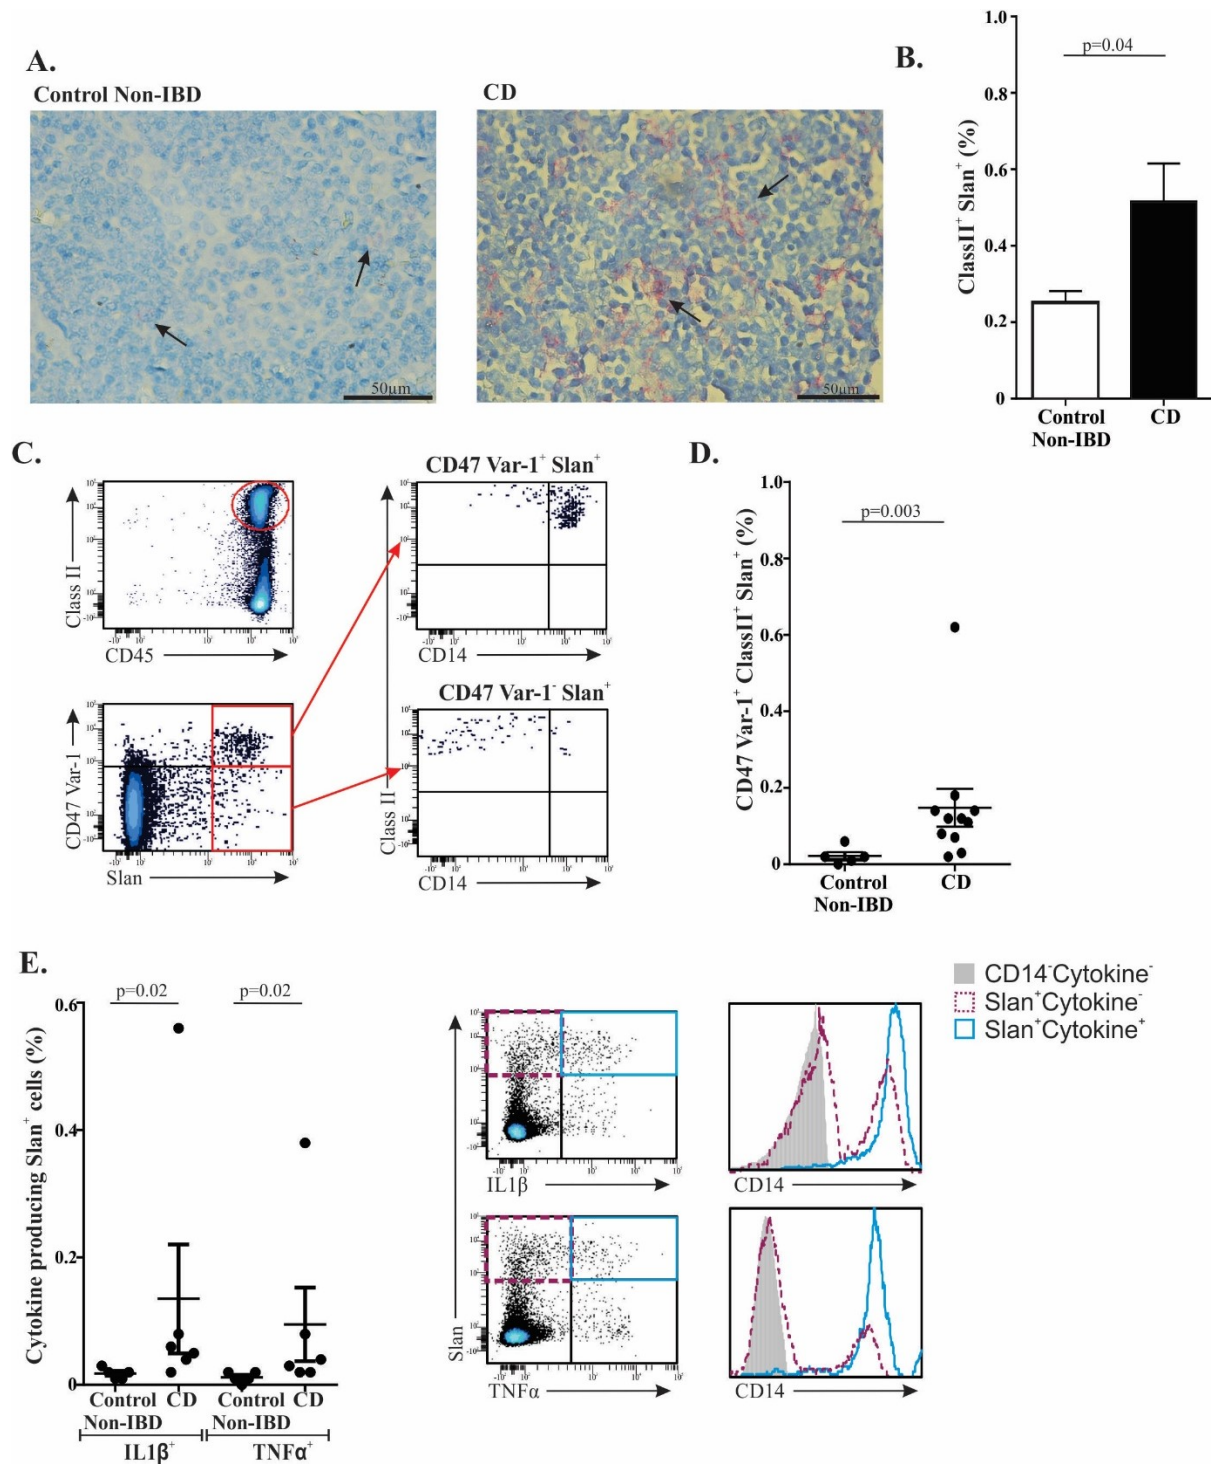 A.
Control Non-IBD
CD
50µm
50µm
B.
1.0
0.8
0.6
0.4
0.2
0
ClassII⁺ Slan⁺ (%)
p=0.04
Control
Non-IBD
CD
C.
Class II
CD45
CD47 Var-1
Slan
CD47 Var-1⁺ Slan⁺
CD14
CD47 Var-1⁻ Slan⁺
Class II
CD14
D.
1.0
0.8
0.6
0.4
0.2
0
CD47 Var-1⁺ ClassII⁺ Slan⁺ (%)
p=0.003
Control
Non-IBD
CD
E.
p=0.02
p=0.02
0.6
0.4
0.2
0
Cytokine producing Slan⁺ cells (%)
Control
Non-IBD
CD
Control
Non-IBD
CD
IL1β⁺
TNFα⁺
Slan
IL1β
TNFα
CD14
CD14
CD14⁻Cytokine⁻
Slan⁺Cytokine⁻
Slan⁺Cytokine⁺